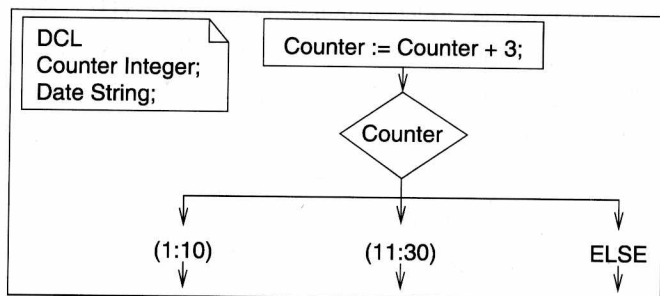 DCL
Counter Integer;
Date String;
Counter := Counter + 3;
Counter
(1:10)
(11:30)
ELSE